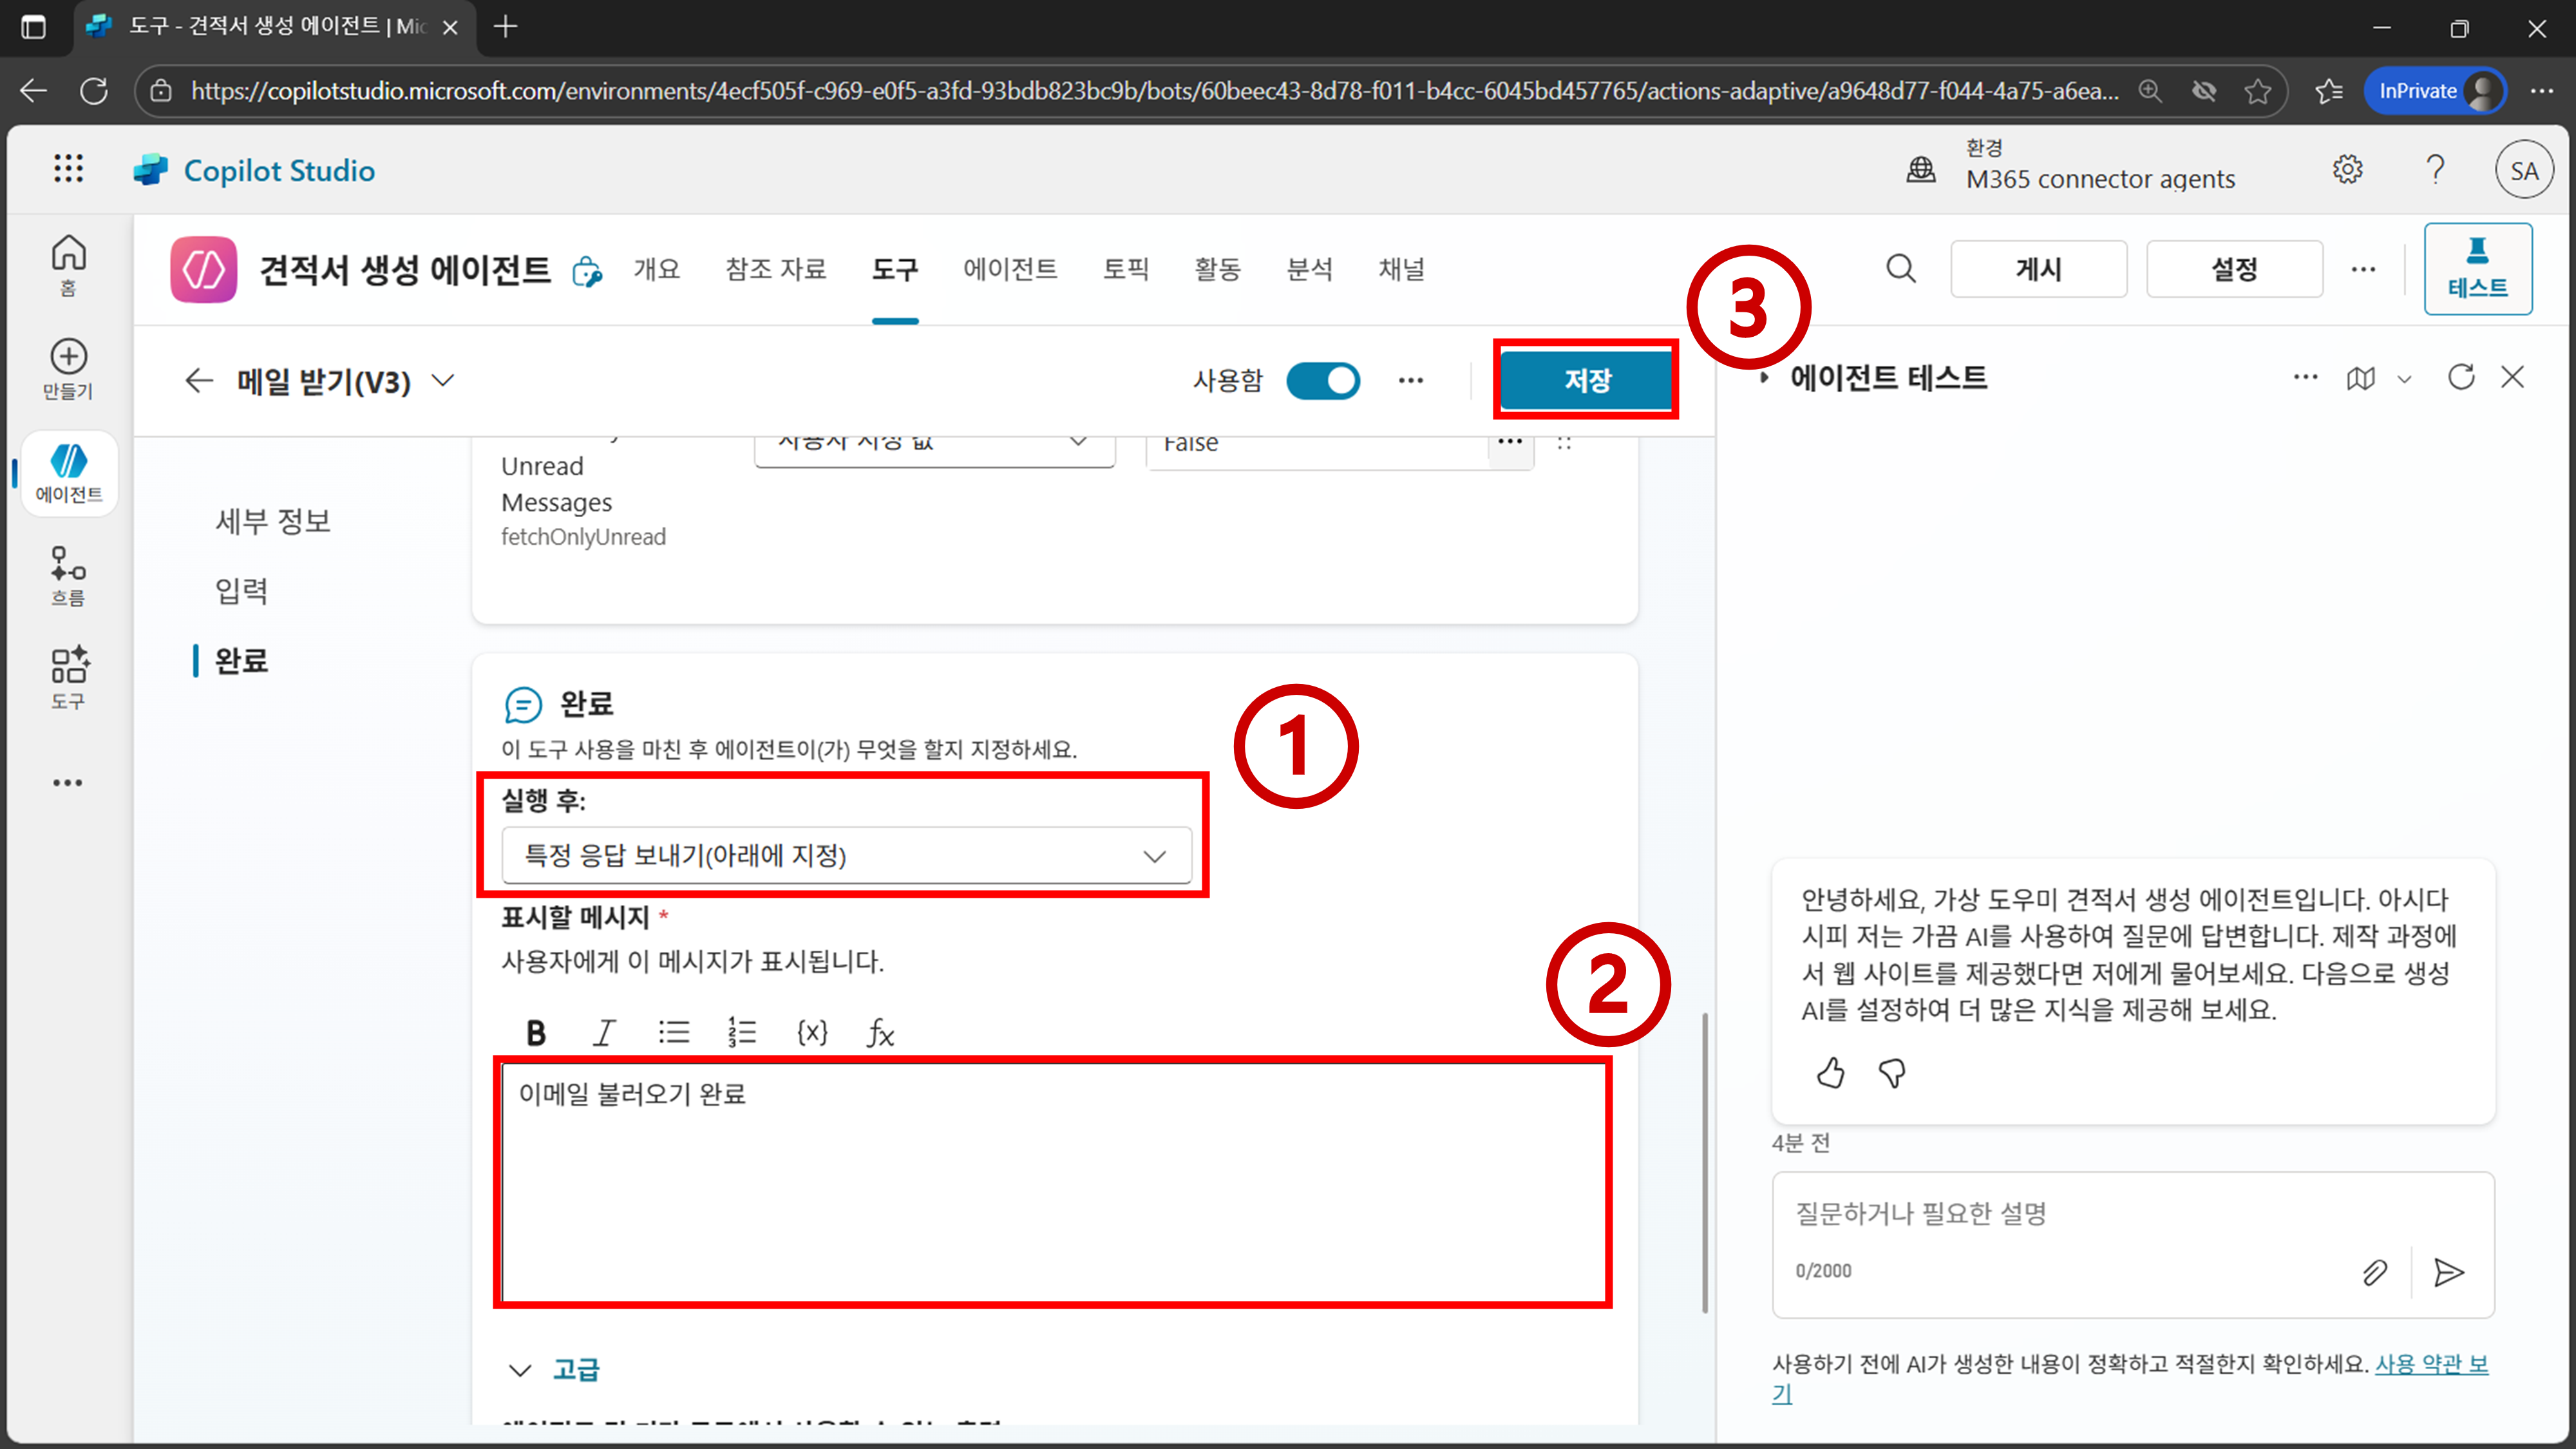 도구 - 견적서 생성 에이전트 | Mic
https://copilotstudio.microsoft.com/environments/4ecf505f-c969-e0f5-a3fd-93bdb823bc9b/bots/60beec43-8d78-f011-b4cc-6045bd457765/actions-adaptive/a9648d77-f044-4a75-a6ea...
InPrivate
Copilot Studio
환경
M365 connector agents
SA
홈
만들기
에이전트
흐름
도구
견적서 생성 에이전트
개요
참조 자료
도구
에이전트
토픽
활동
분석
채널
게시
설정
테스트
메일 받기(V3)
사용함
저장
3
세부 정보
입력
완료
사용자 지정 값
False
Unread
Messages
fetchOnlyUnread
완료
이 도구 사용을 마친 후 에이전트이(가) 무엇을 할지 지정하세요.
1
실행 후:
특정 응답 보내기(아래에 지정)
표시할 메시지 *
사용자에게 이 메시지가 표시됩니다.
2
B I {x} fx
이메일 불러오기 완료
고급
에이전트 테스트
안녕하세요, 가상 도우미 견적서 생성 에이전트입니다. 아시다
시피 저는 가끔 AI를 사용하여 질문에 답변합니다. 제작 과정에
서 웹 사이트를 제공했다면 저에게 물어보세요. 다음으로 생성
AI를 설정하여 더 많은 지식을 제공해 보세요.
4분 전
질문하거나 필요한 설명
0/2000
사용하기 전에 AI가 생성한 내용이 정확하고 적절한지 확인하세요. 사용 약관 보
기